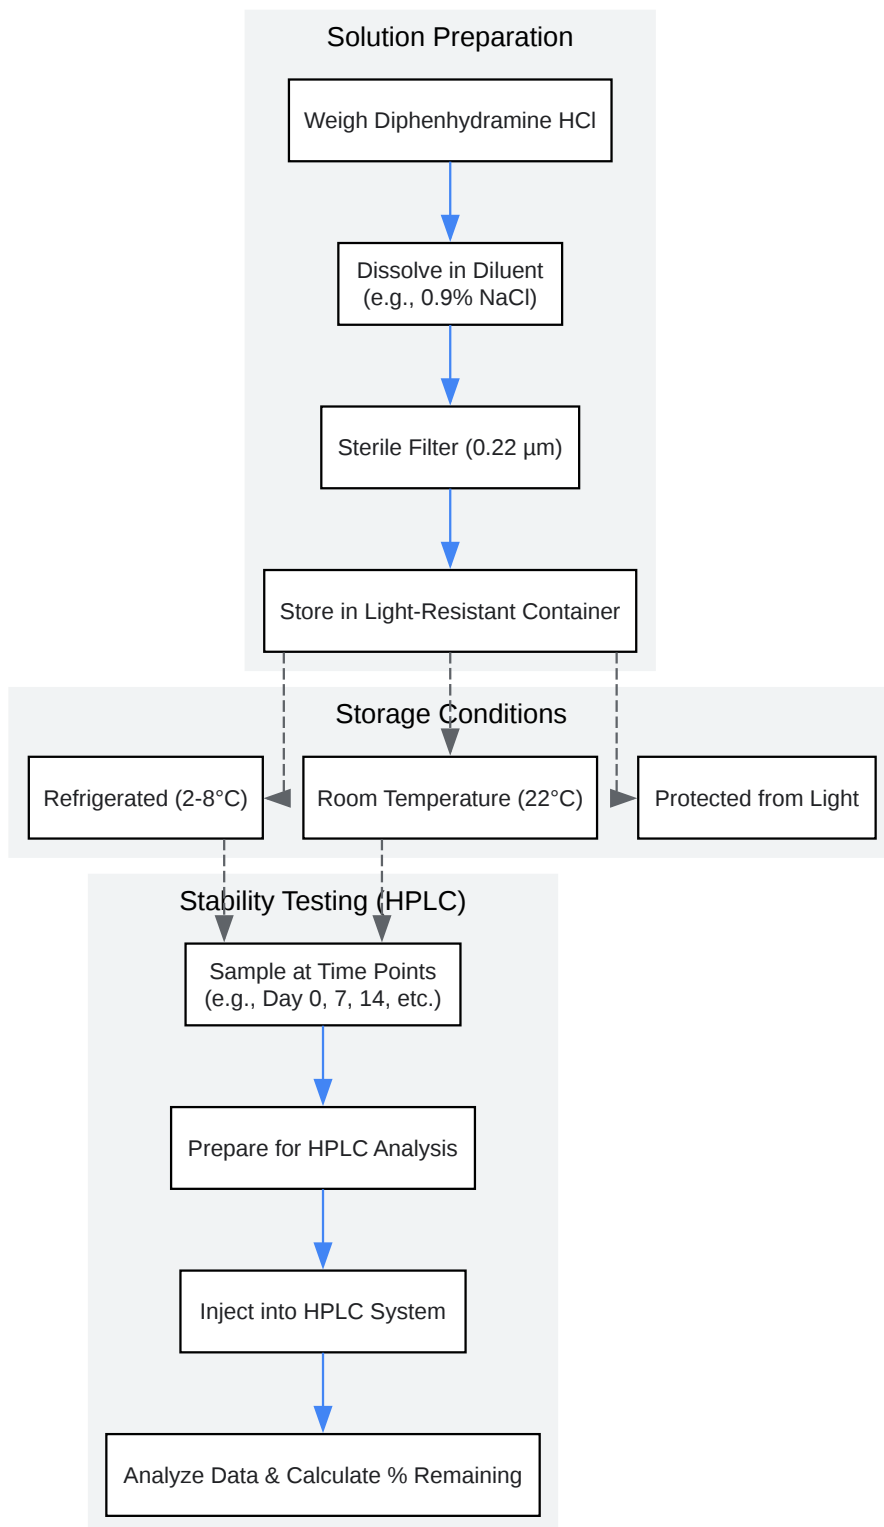 Solution Preparation
Weigh Diphenhydramine HCl
Dissolve in Diluent
(e.g., 0.9% NaCl)
Sterile Filter (0.22 µm)
Store in Light-Resistant Container
Storage Conditions
Refrigerated (2-8°C)
Room Temperature (22°C)
Protected from Light
Stability Testing (HPLC)
Sample at Time Points
(e.g., Day 0, 7, 14, etc.)
Prepare for HPLC Analysis
Inject into HPLC System
Analyze Data & Calculate % Remaining